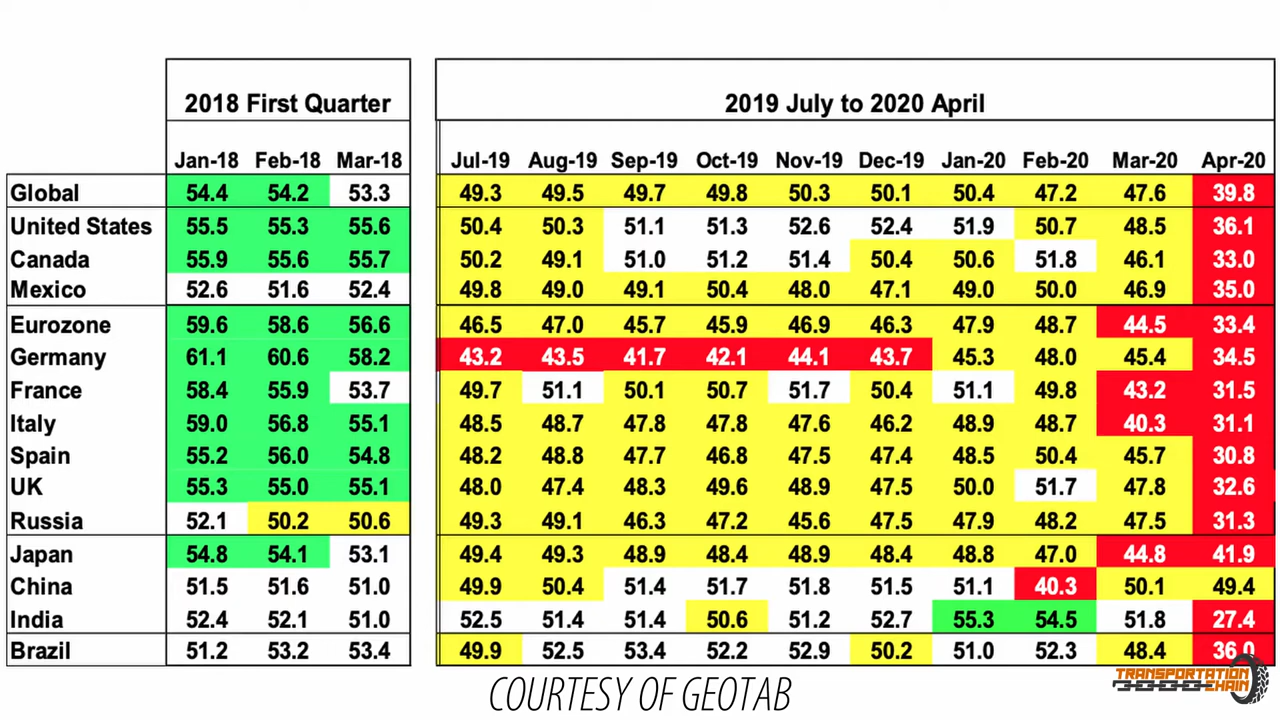 2018 First Quarter 2019 July to 2020 April
Jan-18 Feb-18 Mar-18 Jul-19 Aug-19 Sep-19 Oct-19 Nov-19 Dec-19 Jan-20 Feb-20 Mar-20 Apr-20
Global 54.4 54.2 53.3 49.3 49.5 49.7 49.8 50.3 50.1 50.4 47.2 47.6 39.8
United States 55.5 55.3 55.6 50.4 50.3 51.1 51.3 52.6 52.4 51.9 50.7 48.5 36.1
Canada 55.9 55.6 55.7 50.2 49.1 51.0 51.2 51.4 50.4 50.6 51.8 46.1 33.0
Mexico 52.6 51.6 52.4 49.8 49.0 49.1 50.4 48.0 47.1 49.0 50.0 46.9 35.0
Eurozone 59.6 58.6 56.6 46.5 47.0 45.7 45.9 46.9 46.3 47.9 48.7 44.5 33.4
Germany 61.1 60.6 58.2 43.2 43.5 41.7 42.1 44.1 43.7 45.3 48.0 45.4 34.5
France 58.4 55.9 53.7 49.7 51.1 50.1 50.7 51.7 50.4 51.1 49.8 43.2 31.5
Italy 59.0 56.8 55.1 48.5 48.7 47.8 47.8 47.6 46.2 48.9 48.7 40.3 31.1
Spain 55.2 56.0 54.8 48.2 48.8 47.7 46.8 47.5 47.4 48.5 50.4 45.7 30.8
UK 55.3 55.0 55.1 48.0 47.4 48.3 49.6 48.9 47.5 50.0 51.7 47.8 32.6
Russia 52.1 50.2 50.6 49.3 49.1 46.3 47.2 45.6 47.5 47.9 48.2 47.5 31.3
Japan 54.8 54.1 53.1 49.4 49.3 48.9 48.4 48.9 48.4 48.8 47.0 44.8 41.9
China 51.5 51.6 51.0 49.9 50.4 51.4 51.7 51.8 51.5 51.1 40.3 50.1 49.4
India 52.4 52.1 51.0 52.5 51.4 51.4 50.6 51.2 52.7 55.3 54.5 51.8 27.4
Brazil 51.2 53.2 53.4 49.9 52.5 53.4 52.2 52.9 50.2 51.0 52.3 48.4 36.0
TRANSPORTATION
CHAIN
COURTESY OF GEOTAB